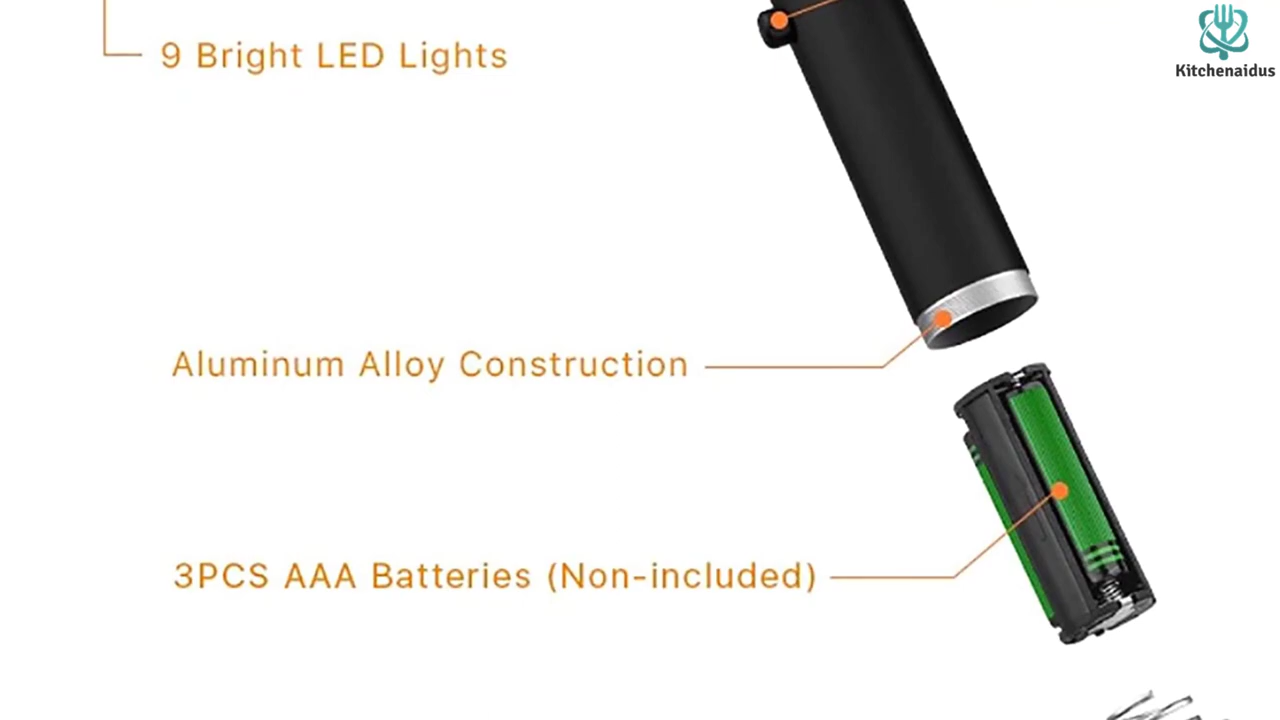 Kitchenaidus
9 Bright LED Lights
Aluminum Alloy Construction
3PCS AAA Batteries (Non-included)